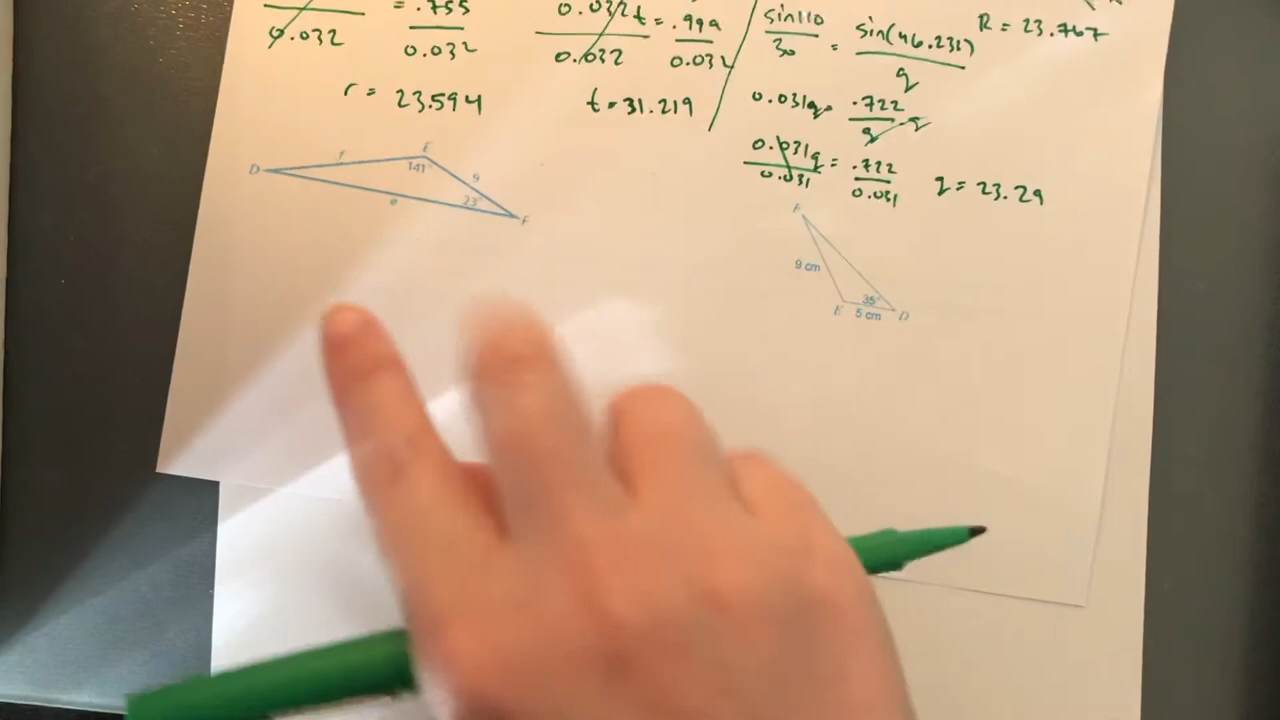 0.032
= .755
0.032
r = 23.594
0.032t = .999
0.032 0.032
t = 31.219
sin110 = sin(46.231)
30 q
R = 23.767
0.031q = .722
q
0.031q = .722
0.031 0.031
q = 23.29
D f E
141°
9
23°
e
F
F
9 cm
35°
E 5 cm D